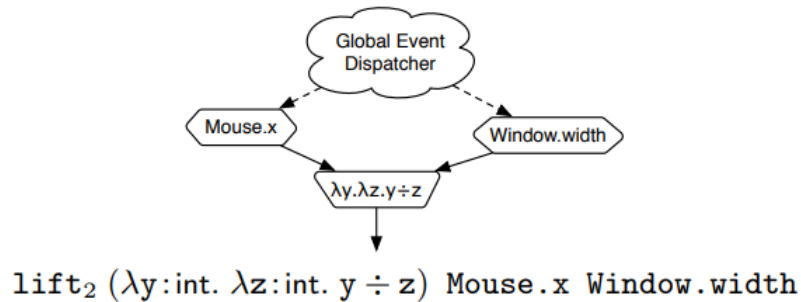 Global Event
Dispatcher
Mouse.x
Window.width
λy.λz.y÷z
lift₂ (λy:int. λz:int. y ÷ z) Mouse.x Window.width